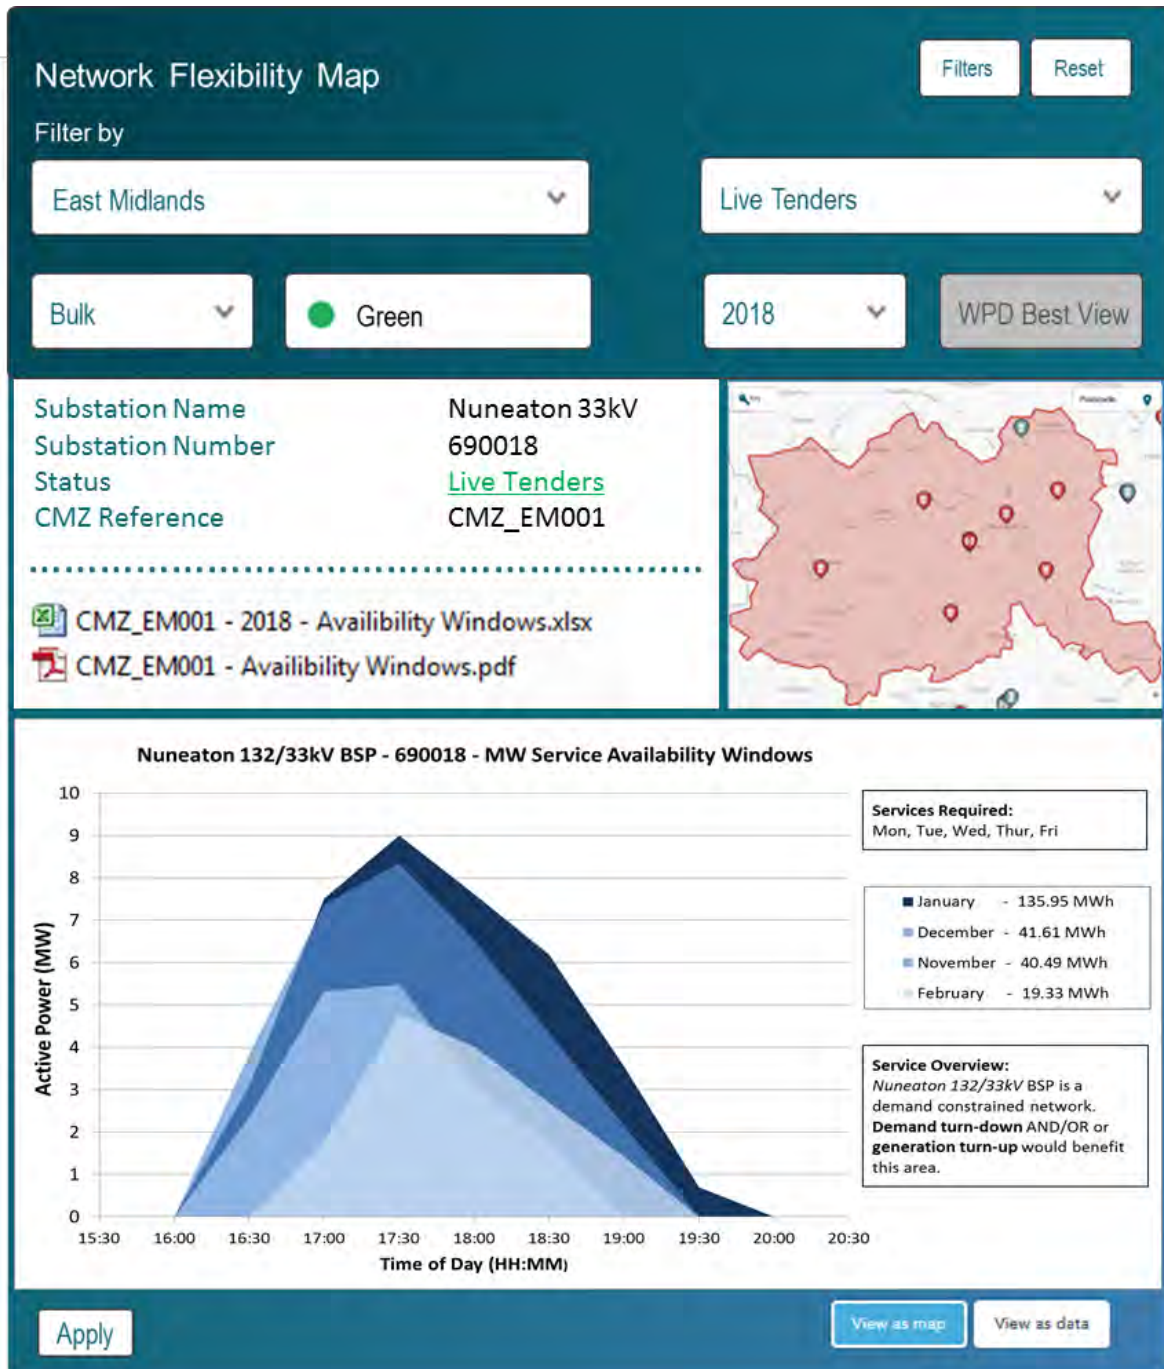 Network Flexibility Map
Filters
Reset
Filter by
East Midlands
Live Tenders
Bulk
Green
2018
WPD Best View
Substation Name Nuneaton 33kV
Substation Number 690018
Status Live Tenders
CMZ Reference CMZ_EM001
CMZ_EM001 - 2018 - Availibility Windows.xlsx
CMZ_EM001 - Availibility Windows.pdf
Nuneaton 132/33kV BSP - 690018 - MW Service Availability Windows
10
9
8
7
6
5
4
3
2
1
0
Active Power (MW)
15:30 16:00 16:30 17:00 17:30 18:00 18:30 19:00 19:30 20:00 20:30
Time of Day (HH:MM)
Services Required:
Mon, Tue, Wed, Thur, Fri
January - 135.95 MWh
December - 41.61 MWh
November - 40.49 MWh
February - 19.33 MWh
Service Overview:
Nuneaton 132/33kV BSP is a
demand constrained network.
Demand turn-down AND/OR or
generation turn-up would benefit
this area.
Apply
View as map
View as data